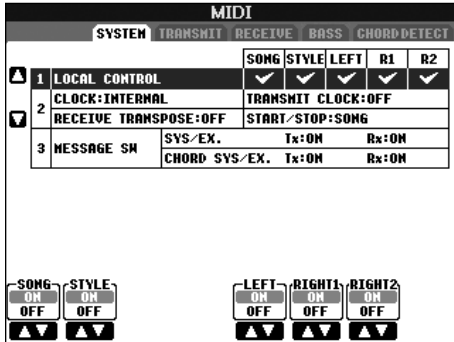 MIDI
SYSTEM TRANSMIT RECEIVE BASS CHORD DETECT
SONG STYLE LEFT R1 R2
1 LOCAL CONTROL
2 CLOCK:INTERNAL TRANSMIT CLOCK:OFF
RECEIVE TRANSPOSE:OFF START/STOP:SONG
3 MESSAGE SW SYS/EX. Tx:ON Rx:ON
CHORD SYS/EX. Tx:ON Rx:ON
SONG STYLE LEFT RIGHT1 RIGHT2
ON ON ON ON ON
OFF OFF OFF OFF OFF